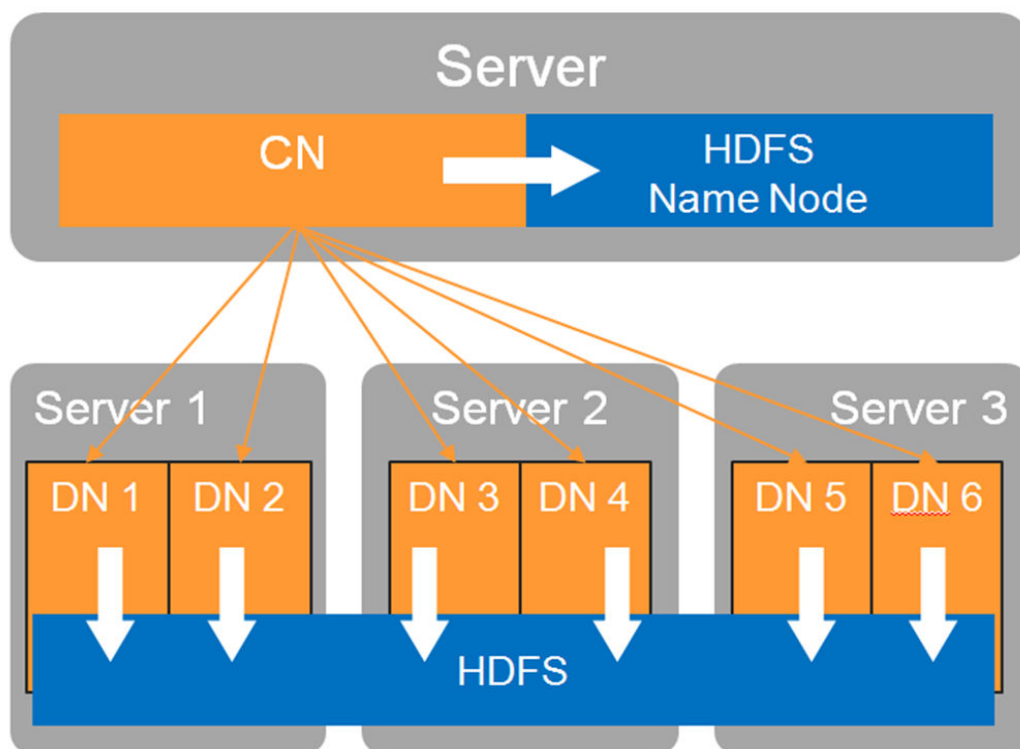 Server
CN
HDFS
Name Node
Server 1
Server 2
Server 3
DN 1
DN 2
DN 3
DN 4
DN 5
DN 6
HDFS